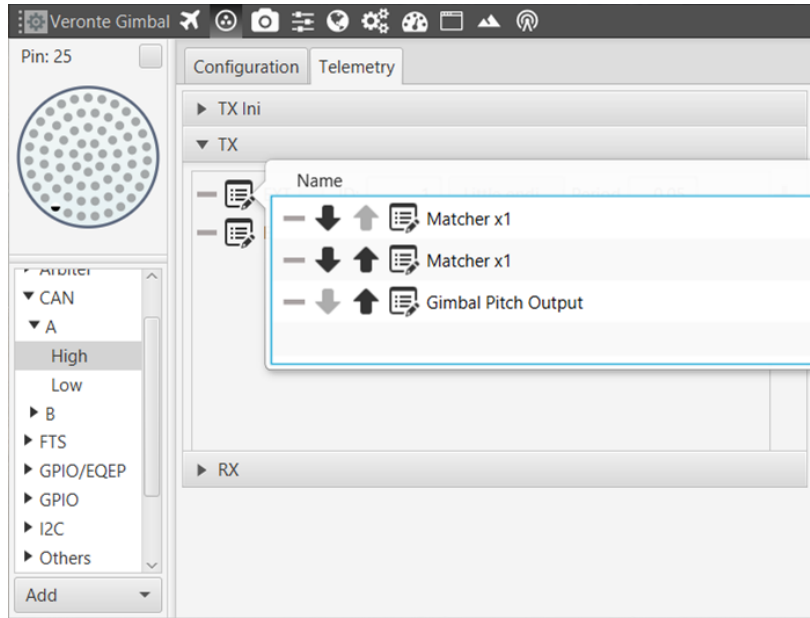 Veronte Gimbal
Pin: 25
Configuration
Telemetry
TX Ini
TX
Name
Matcher x1
Matcher x1
Gimbal Pitch Output
RX
Arbiter
CAN
A
High
Low
B
FTS
GPIO/EQEP
GPIO
I2C
Others
Add